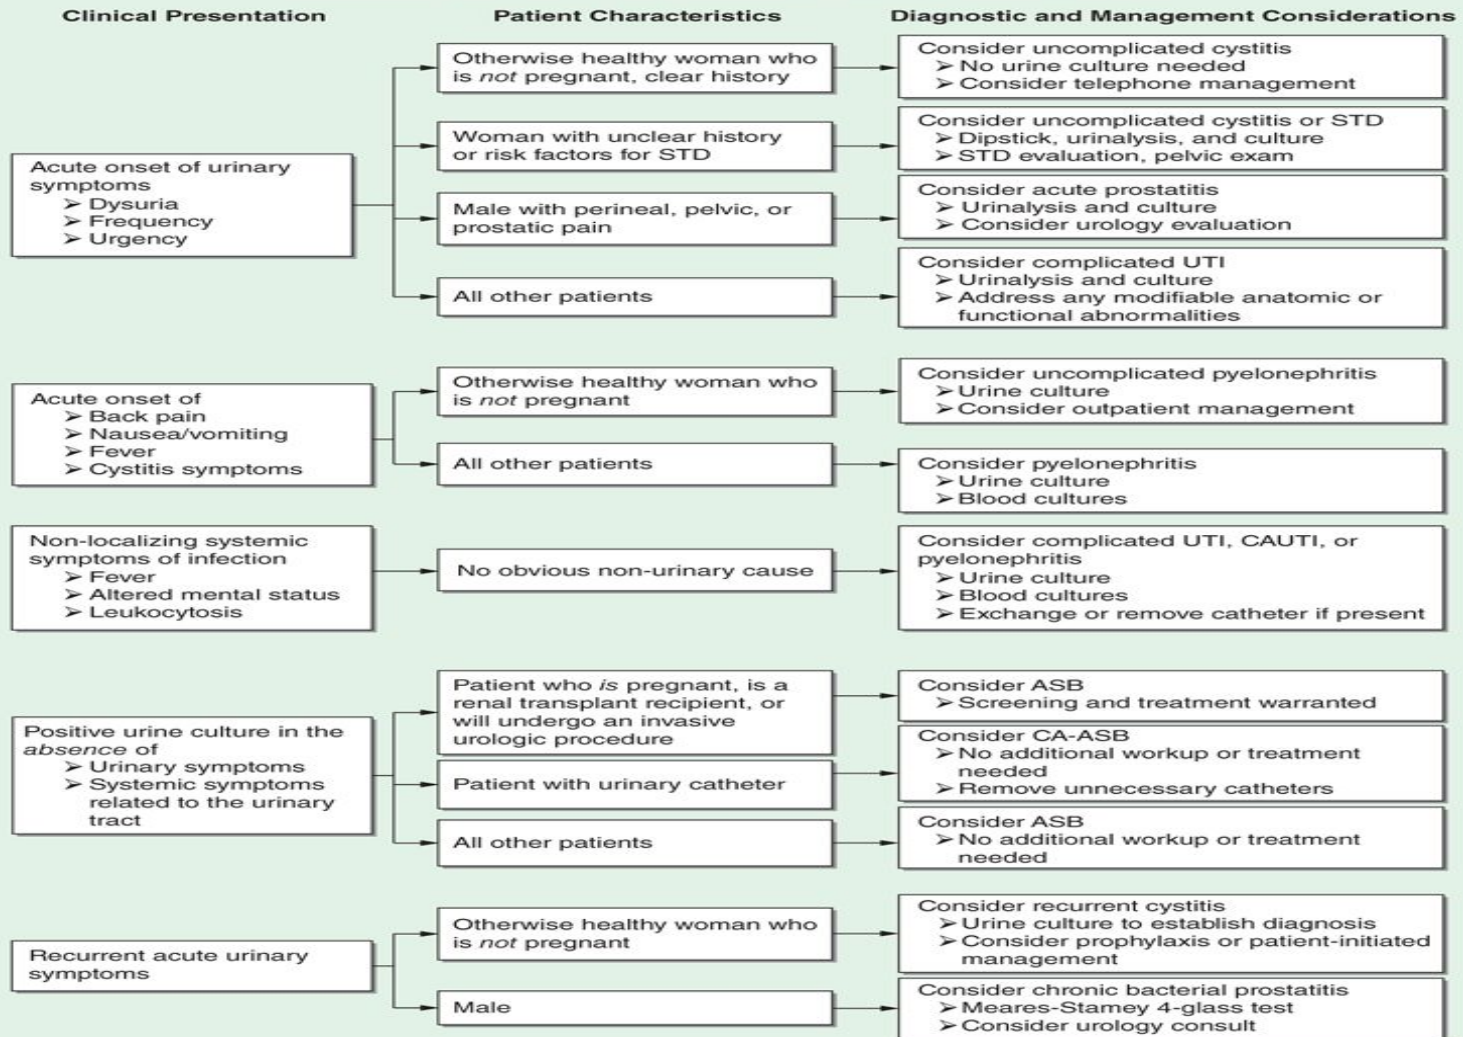 Clinical Presentation
Patient Characteristics
Diagnostic and Management Considerations
Acute onset of urinary
symptoms
➤ Dysuria
➤ Frequency
➤ Urgency
Otherwise healthy woman who
is not pregnant, clear history
Consider uncomplicated cystitis
➤ No urine culture needed
➤ Consider telephone management
Woman with unclear history
or risk factors for STD
Consider uncomplicated cystitis or STD
➤ Dipstick, urinalysis, and culture
➤ STD evaluation, pelvic exam
Male with perineal, pelvic, or
prostatic pain
Consider acute prostatitis
➤ Urinalysis and culture
➤ Consider urology evaluation
All other patients
Consider complicated UTI
➤ Urinalysis and culture
➤ Address any modifiable anatomic or
functional abnormalities
Acute onset of
➤ Back pain
➤ Nausea/vomiting
➤ Fever
➤ Cystitis symptoms
Otherwise healthy woman who
is not pregnant
Consider uncomplicated pyelonephritis
➤ Urine culture
➤ Consider outpatient management
All other patients
Consider pyelonephritis
➤ Urine culture
➤ Blood cultures
Non-localizing systemic
symptoms of infection
➤ Fever
➤ Altered mental status
➤ Leukocytosis
No obvious non-urinary cause
Consider complicated UTI, CAUTI, or
pyelonephritis
➤ Urine culture
➤ Blood cultures
➤ Exchange or remove catheter if present
Positive urine culture in the
absence of
➤ Urinary symptoms
➤ Systemic symptoms
related to the urinary
tract
Patient who is pregnant, is a
renal transplant recipient, or
will undergo an invasive
urologic procedure
Consider ASB
➤ Screening and treatment warranted
Patient with urinary catheter
Consider CA-ASB
➤ No additional workup or treatment
needed
➤ Remove unnecessary catheters
All other patients
Consider ASB
➤ No additional workup or treatment
needed
Recurrent acute urinary
symptoms
Otherwise healthy woman who
is not pregnant
Consider recurrent cystitis
➤ Urine culture to establish diagnosis
➤ Consider prophylaxis or patient-initiated
management
Male
Consider chronic bacterial prostatitis
➤ Meares-Stamey 4-glass test
➤ Consider urology consult